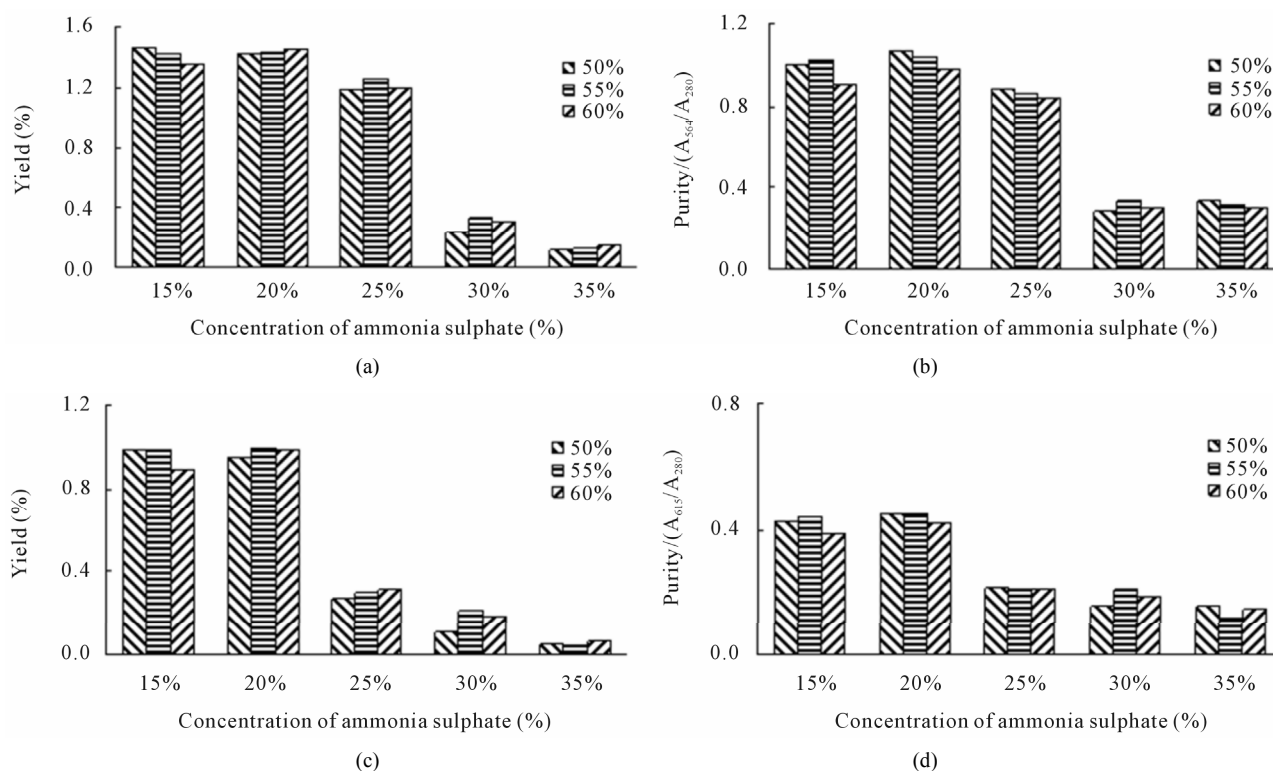 1.6
1.2
0.8
0.4
0.0
Yield (%)
50%
55%
60%
15% 20% 25% 30% 35%
Concentration of ammonia sulphate (%)
(a)
1.2
0.8
0.4
0.0
Purity/(A564/A280)
50%
55%
60%
15% 20% 25% 30% 35%
Concentration of ammonia sulphate (%)
(b)
1.2
0.8
0.4
0.0
Yield (%)
50%
55%
60%
15% 20% 25% 30% 35%
Concentration of ammonia sulphate (%)
(c)
0.8
0.4
0.0
Purity/(A615/A280)
50%
55%
60%
15% 20% 25% 30% 35%
Concentration of ammonia sulphate (%)
(d)